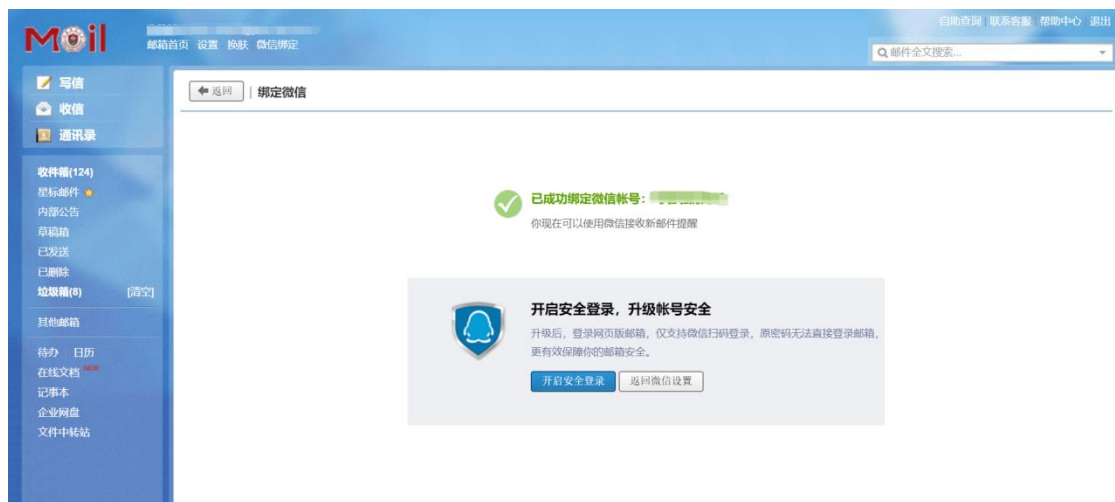 自助查询 | 联系客服 | 帮助中心 退出
Mail
邮箱首页 设置 换肤 微信绑定
邮件全文搜索...
写信
收信
通讯录
返回 | 绑定微信
收件箱(124)
星标邮件
内部公告
草稿箱
已发送
已删除
垃圾箱(8) [清空]
其他邮箱
待办 日历
在线文档 NEW
记事本
企业网盘
文件中转站
已成功绑定微信帐号：
你现在可以使用微信接收新邮件提醒
开启安全登录，升级帐号安全
升级后，登录网页版邮箱，仅支持微信扫码登录，原密码无法直接登录邮箱，
更有效保障你的邮箱安全。
开启安全登录 返回微信设置